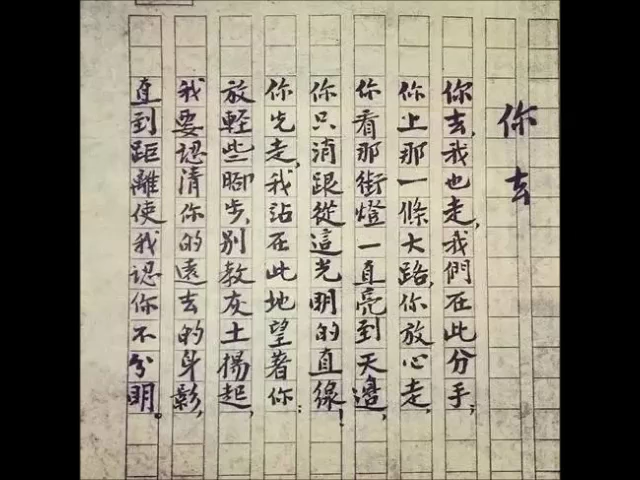 你去
你去,我也走,我們在此分手;
你上那一條大路,你放心走,
你看那街燈一直亮到天邊,
你只消跟從這光明的直線!
你先走,我站在此地望著你:
放輕些腳步,別教灰土揚起,
我要認清你的遠去的身影,
直到距離使我認你不分明。